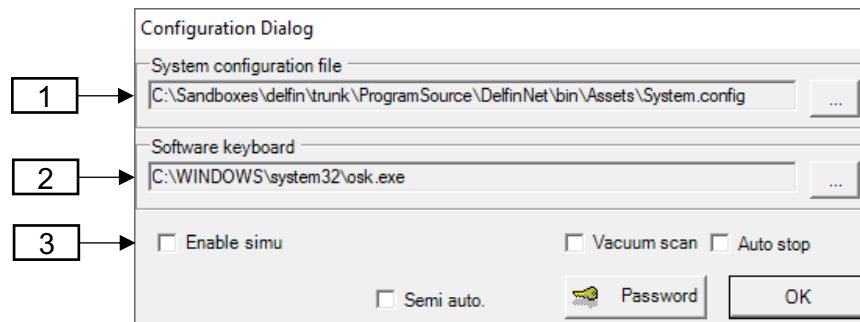 Configuration Dialog
System configuration file
1
C:\Sandboxes\delfin\trunk\ProgramSource\DelfinNet\bin\Assets\System.config
...
Software keyboard
2
C:\WINDOWS\system32\osk.exe
...
3
Enable simu
Vacuum scan
Auto stop
Semi auto.
Password
OK